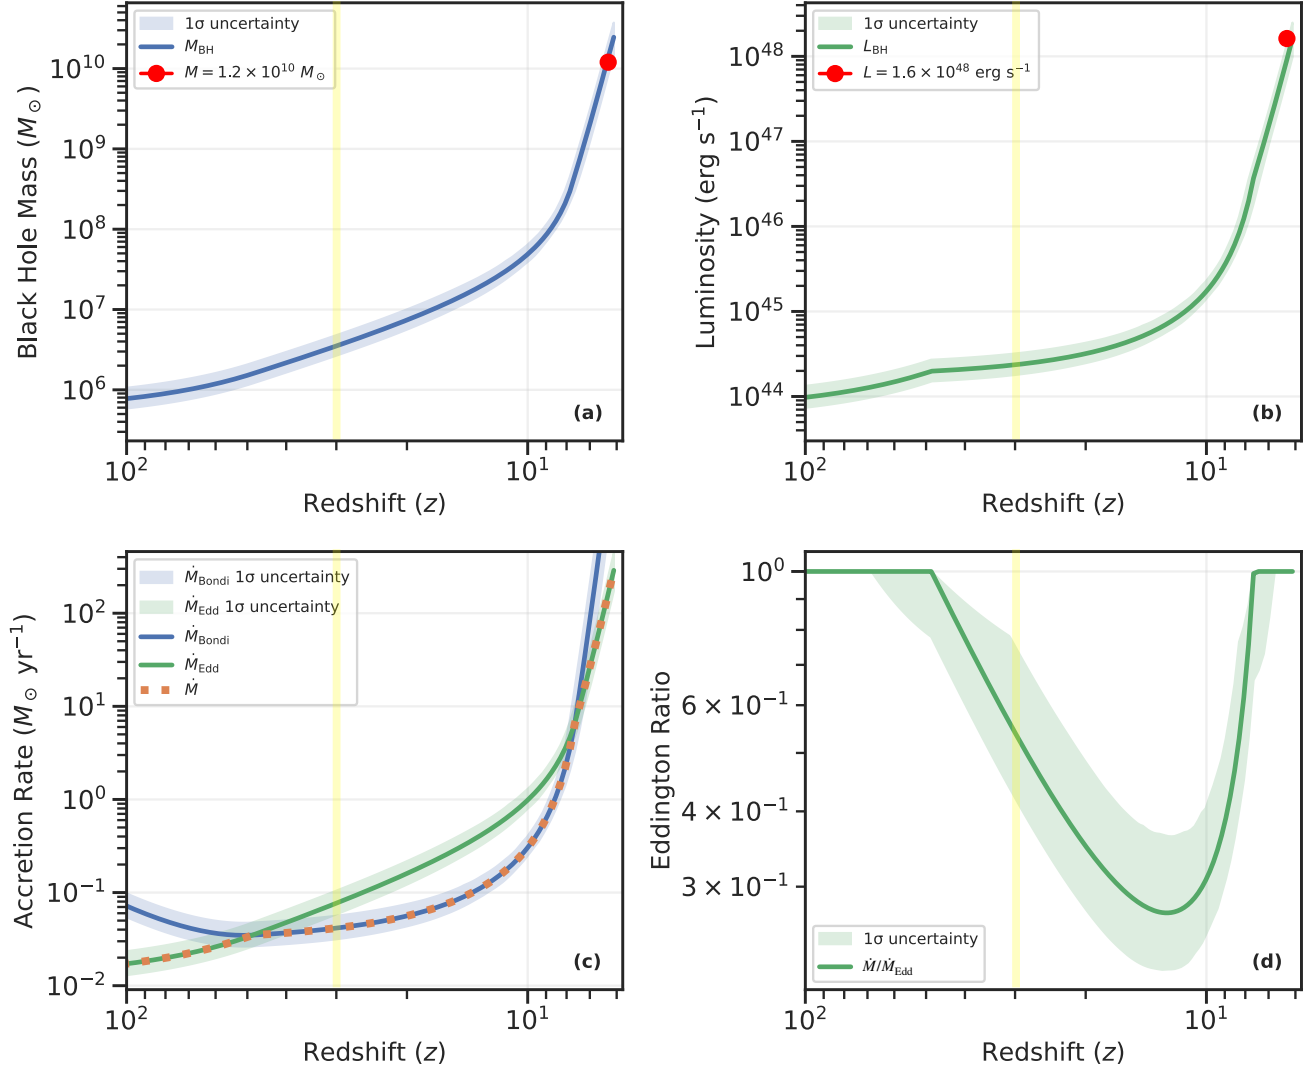 1σ uncertainty
M_BH
M = 1.2 × 10^10 M_⊙
10^10
10^9
10^8
10^7
10^6
Black Hole Mass (M_⊙)
(a)
10^2
10^1
Redshift (z)
1σ uncertainty
L_BH
L = 1.6 × 10^48 erg s^−1
10^48
10^47
10^46
10^45
10^44
Luminosity (erg s^−1)
(b)
10^2
10^1
Redshift (z)
Ṁ_Bondi 1σ uncertainty
Ṁ_Edd 1σ uncertainty
Ṁ_Bondi
Ṁ_Edd
Ṁ
10^2
10^1
10^0
10^−1
10^−2
Accretion Rate (M_⊙ yr^−1)
(c)
10^2
10^1
Redshift (z)
10^0
6 × 10^−1
4 × 10^−1
3 × 10^−1
Eddington Ratio
1σ uncertainty
Ṁ/Ṁ_Edd
(d)
10^2
10^1
Redshift (z)